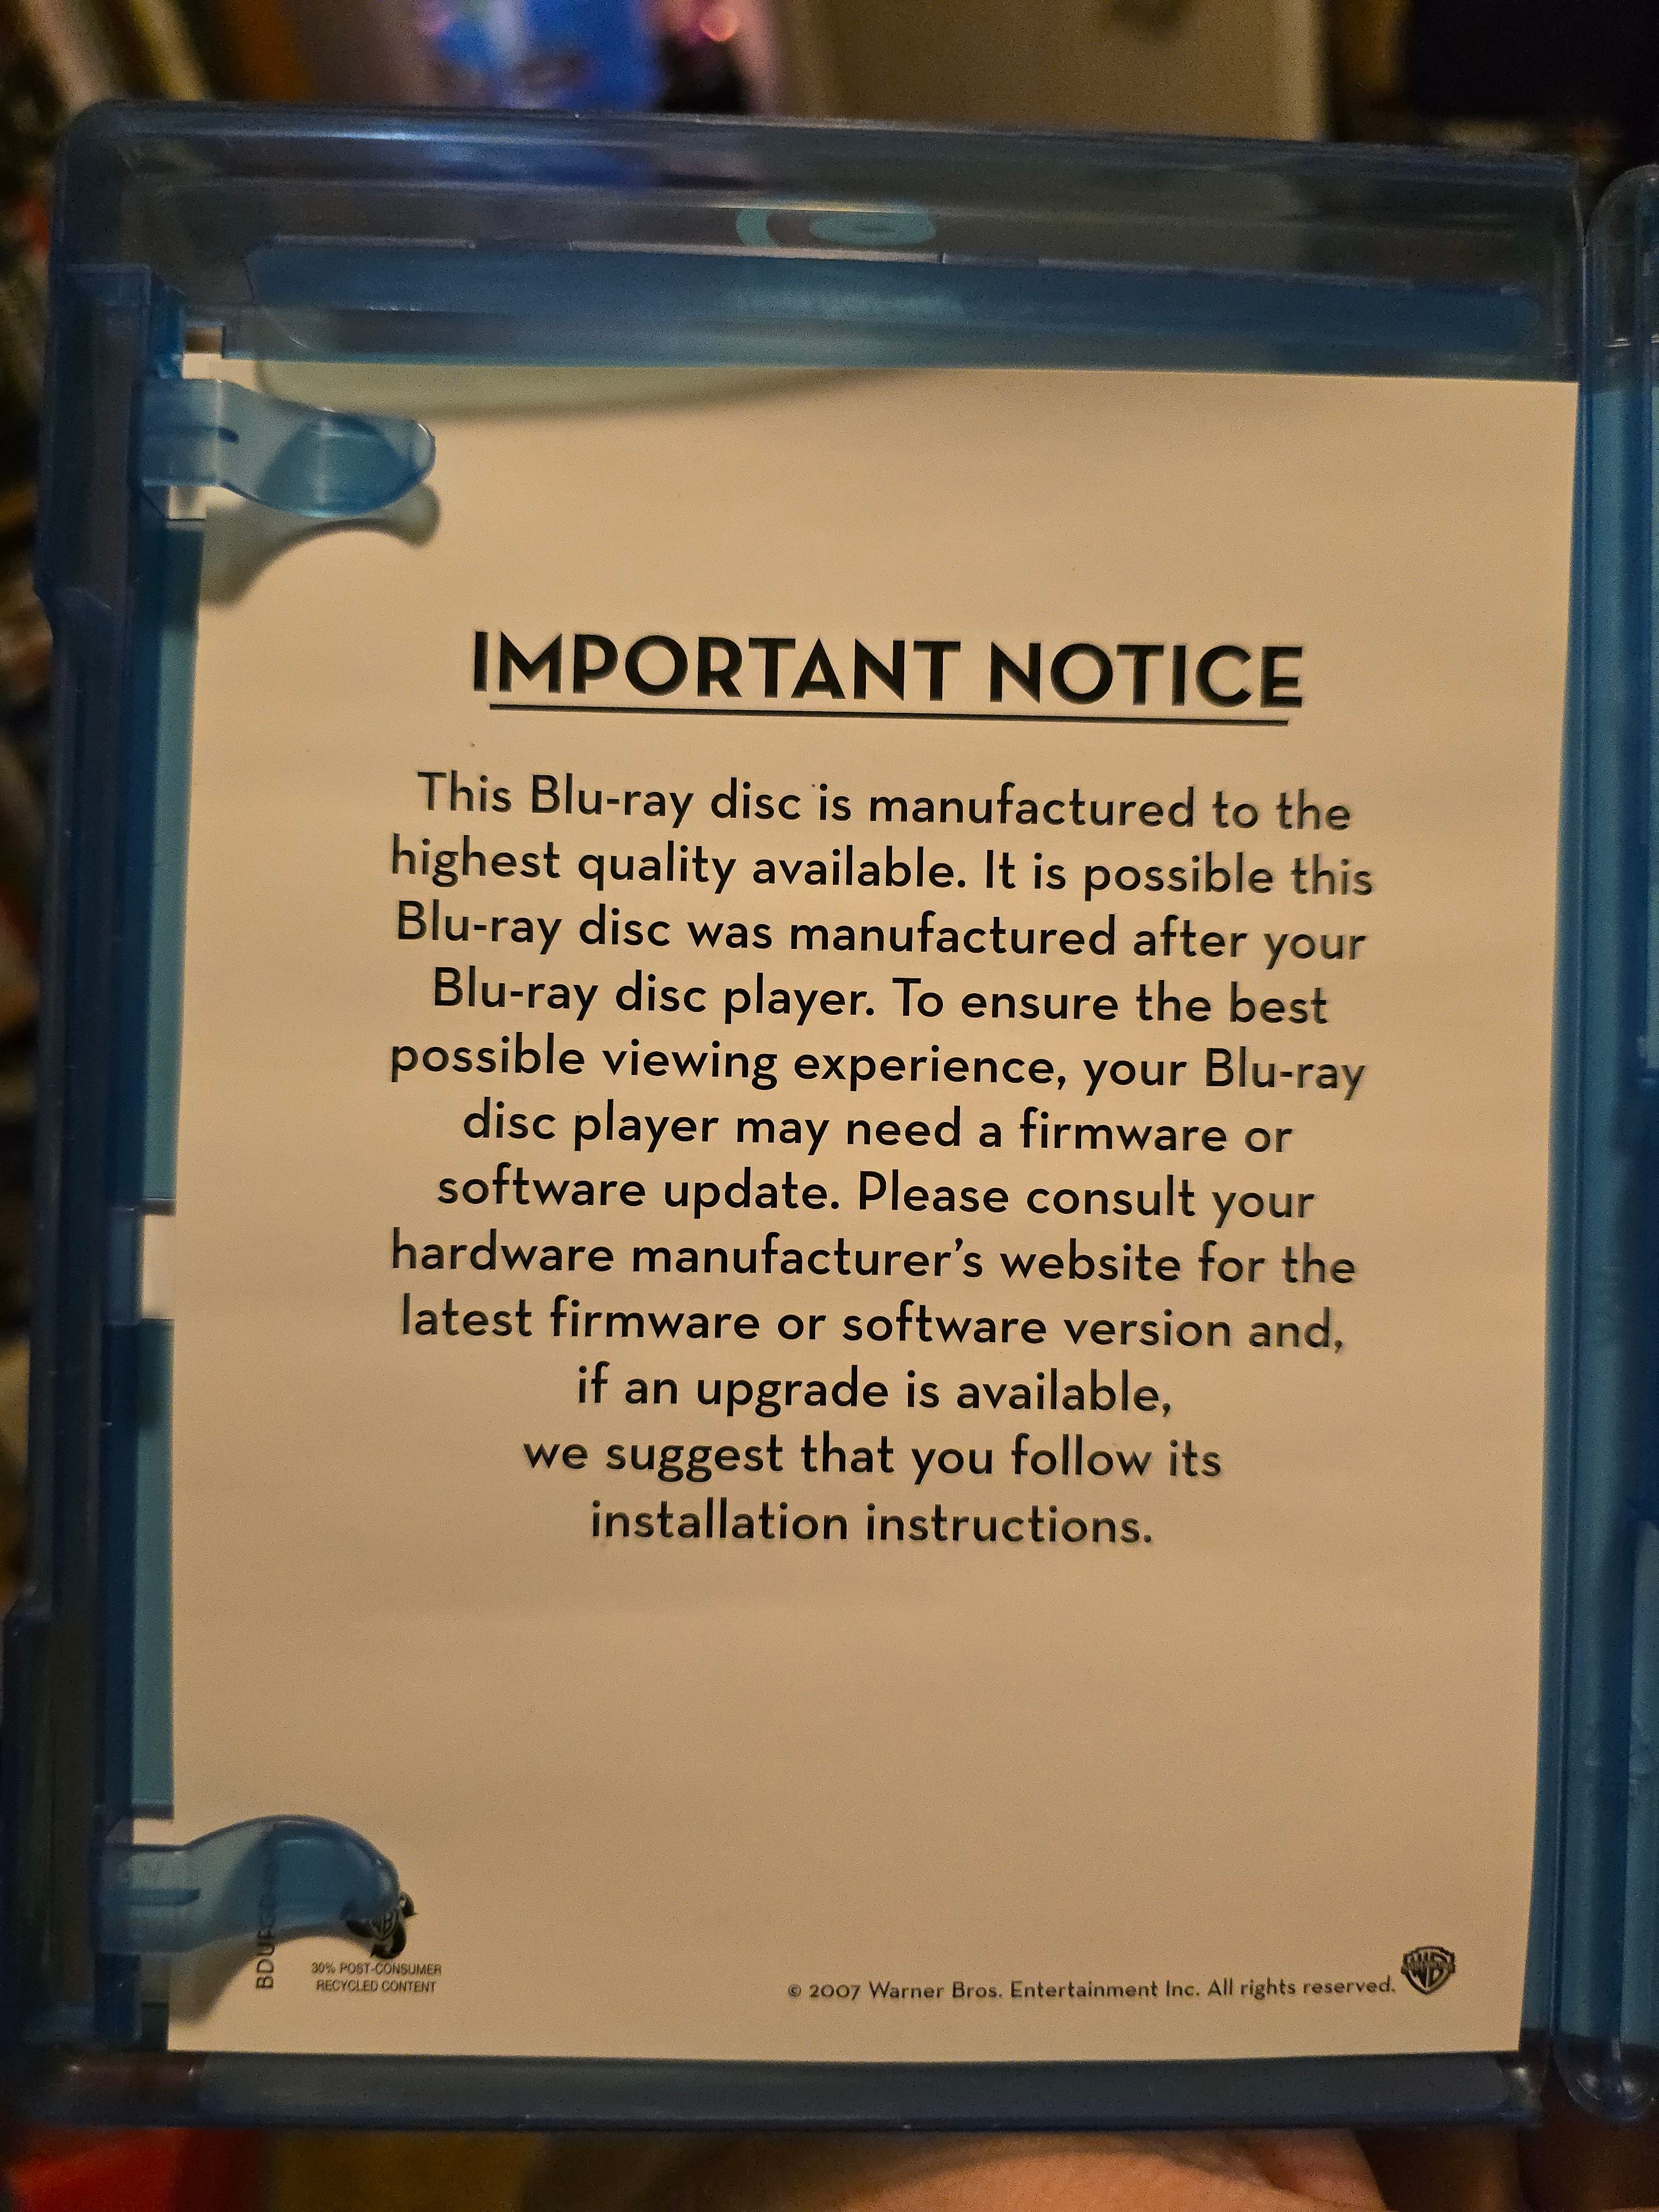 IMPORTANT NOTICE
This Blu-ray disc is manufactured to the
highest quality available. It is possible this
Blu-ray disc was manufactured after your
Blu-ray disc player. To ensure the best
possible viewing experience, your Blu-ray
disc player may need a firmware or
software update. Please consult your
hardware manufacturer's website for the
latest firmware or software version and,
if an upgrade is available,
we suggest that you follow its
installation instructions.
30% POST-CONSUMER
RECYCLED CONTENT
© 2007 Warner Bros. Entertainment Inc. All rights reserved.